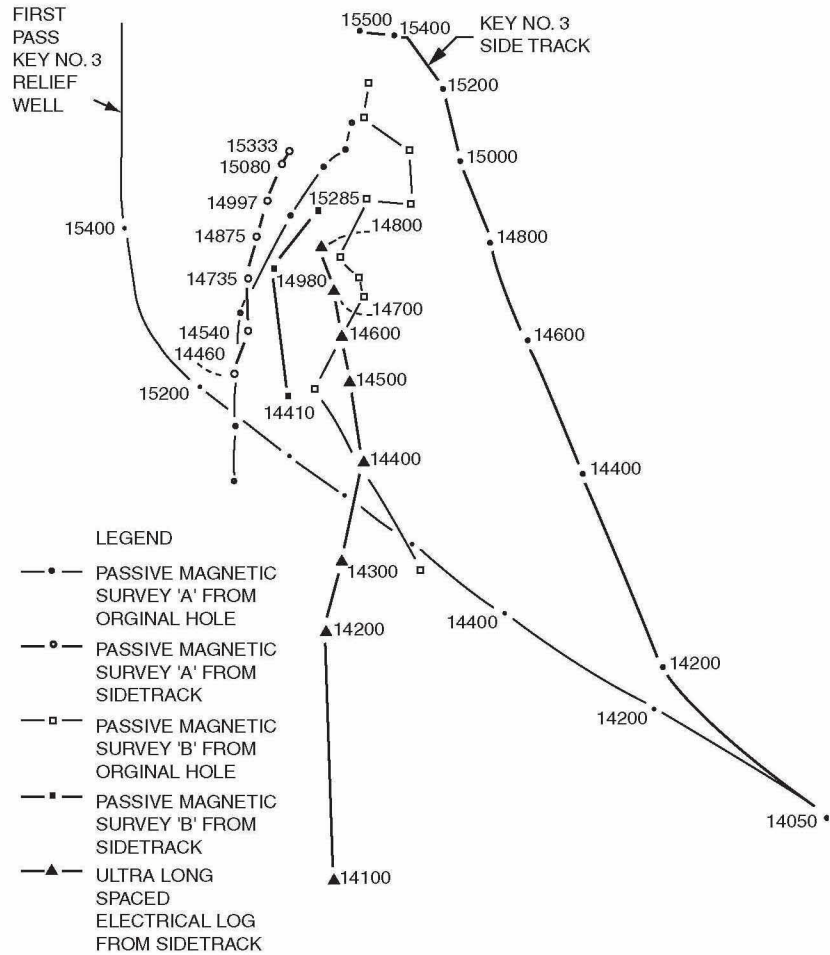 FIRST
PASS
KEY NO. 3
RELIEF
WELL
15500
15400
KEY NO. 3
SIDE TRACK
15200
15333
15080
15000
14997
15285
15400
14875
14800
14800
14735
14980
14700
14540
14600
14600
14460
14500
15200
14410
14400
14400
LEGEND
PASSIVE MAGNETIC
SURVEY 'A' FROM
ORGINAL HOLE
14300
14400
14200
PASSIVE MAGNETIC
SURVEY 'A' FROM
SIDETRACK
14200
14200
PASSIVE MAGNETIC
SURVEY 'B' FROM
ORGINAL HOLE
PASSIVE MAGNETIC
SURVEY 'B' FROM
SIDETRACK
14050
14100
ULTRA LONG
SPACED
ELECTRICAL LOG
FROM SIDETRACK